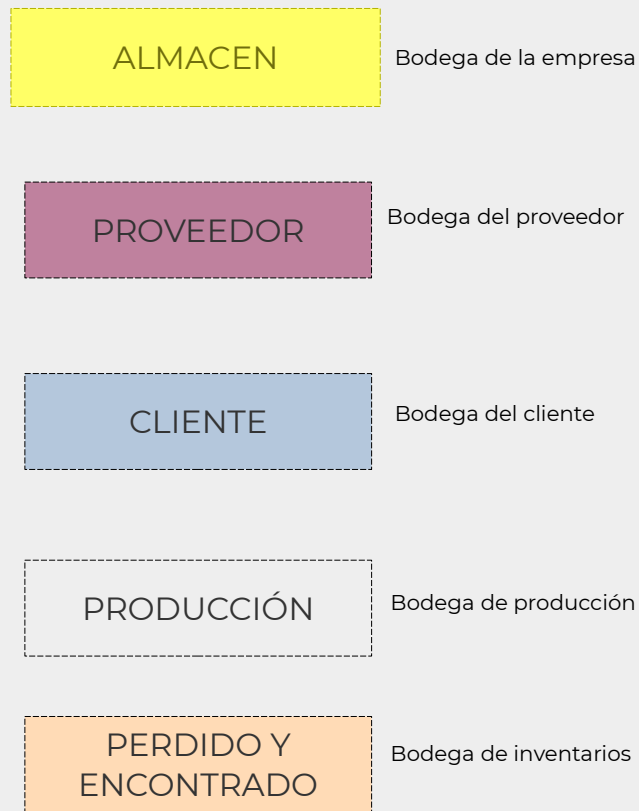 ALMACEN
Bodega de la empresa
PROVEEDOR
Bodega del proveedor
CLIENTE
Bodega del cliente
PRODUCCIÓN
Bodega de producción
PERDIDO Y
ENCONTRADO
Bodega de inventarios